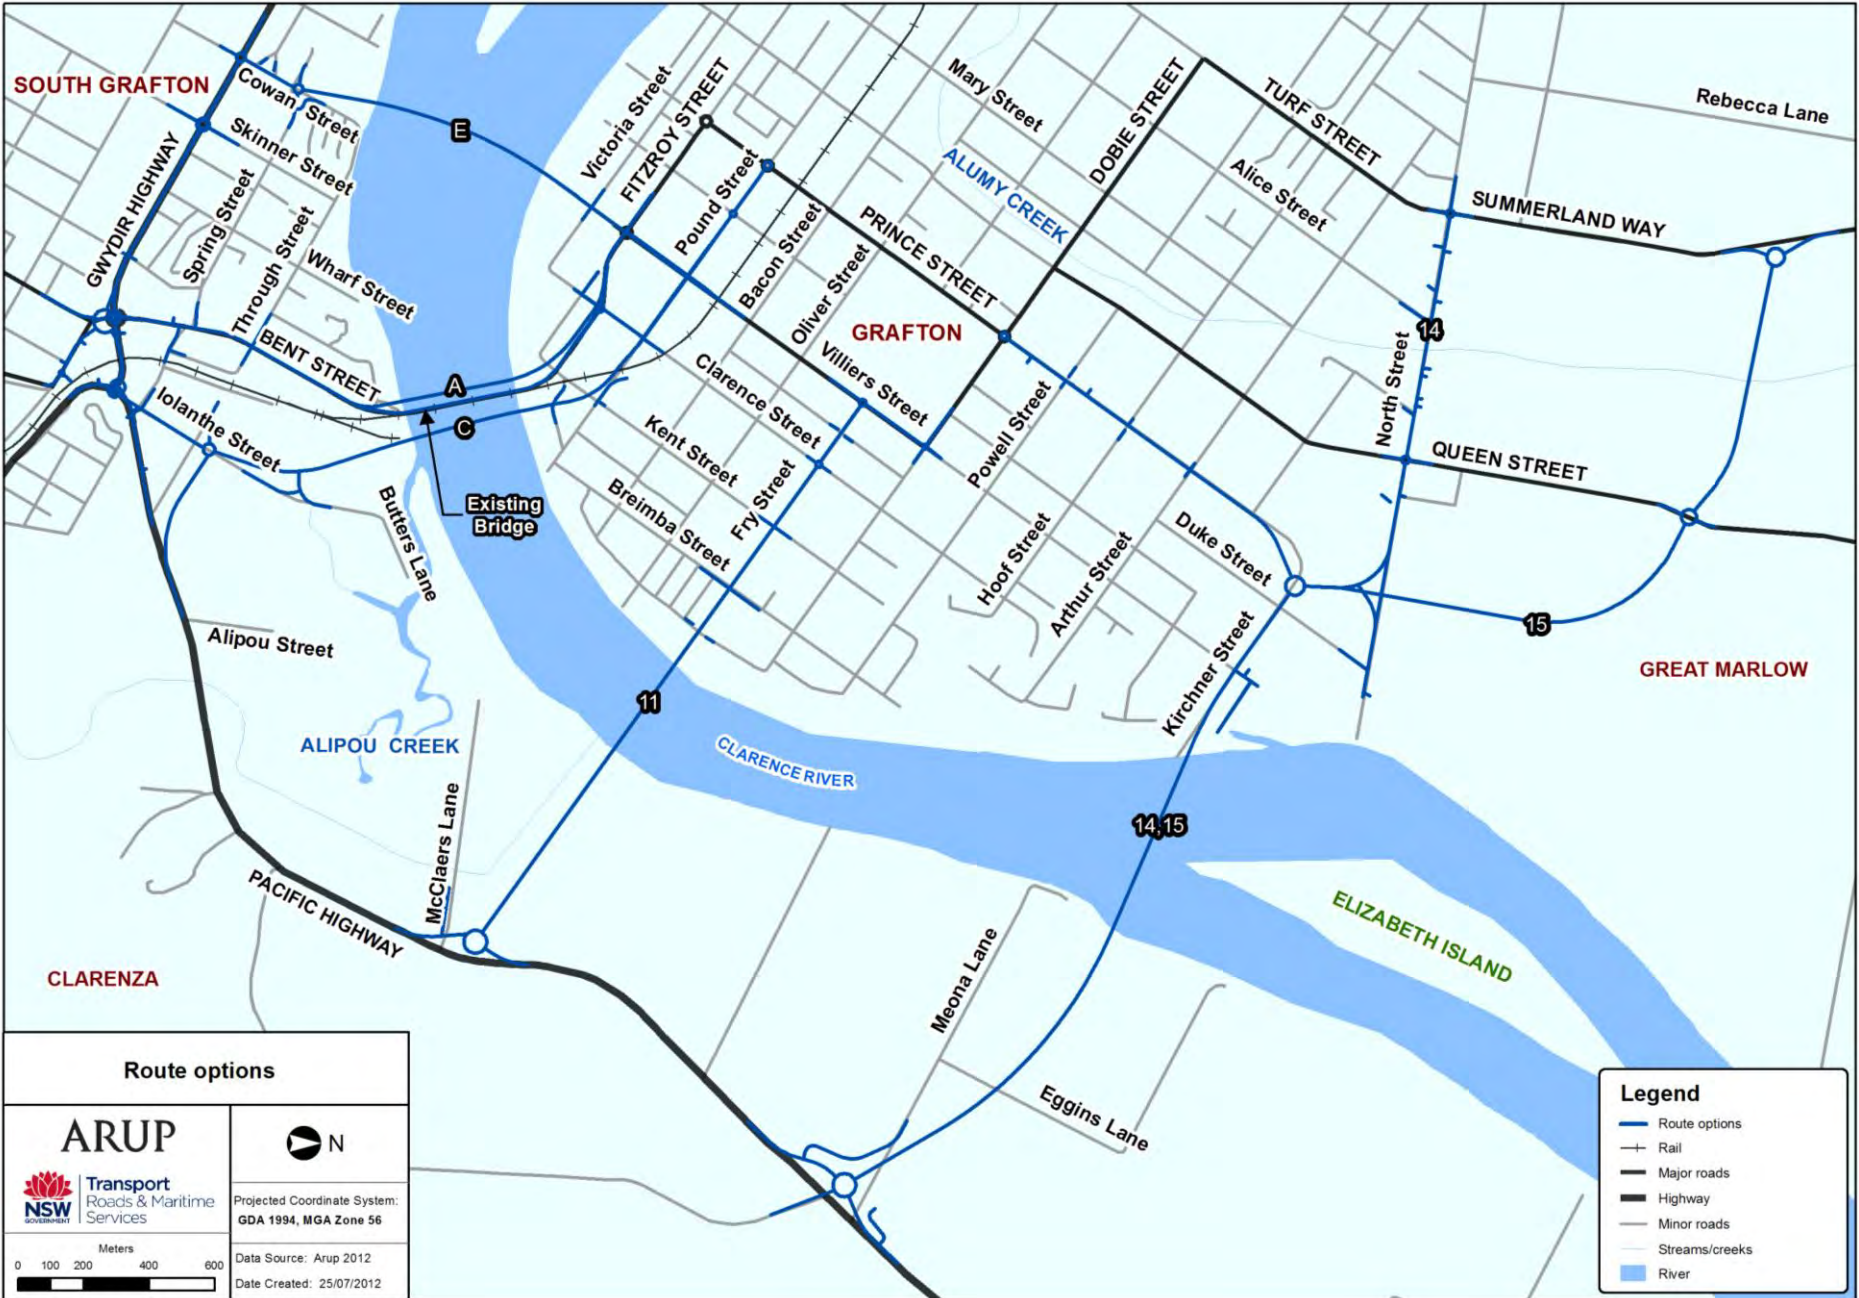 SOUTH GRAFTON
Cowan Street
Skinner Street
GWYDIR HIGHWAY
Spring Street
Through Street
Wharf Street
BENT STREET
Iolanthe Street
E
A
C
Existing
Bridge
Butters Lane
Alipou Street
ALIPOU CREEK
McClaers Lane
PACIFIC HIGHWAY
CLARENZA
Victoria Street
FITZROY STREET
Pound Street
Bacon Street
Oliver Street
PRINCE STREET
GRAFTON
Villiers Street
Clarence Street
Kent Street
Breimba Street
Fry Street
11
CLARENCE RIVER
Mary Street
ALUMY CREEK
DOBIE STREET
TURF STREET
Alice Street
Rebecca Lane
SUMMERLAND WAY
14
North Street
QUEEN STREET
Powell Street
Hoof Street
Arthur Street
Duke Street
Kirchner Street
15
GREAT MARLOW
14,15
ELIZABETH ISLAND
Meona Lane
Eggins Lane
Route options
ARUP
NSW
GOVERNMENT
Transport
Roads & Maritime
Services
N
Projected Coordinate System:
GDA 1994, MGA Zone 56
Meters
0 100 200 400 600
Data Source: Arup 2012
Date Created: 25/07/2012
Legend
Route options
Rail
Major roads
Highway
Minor roads
Streams/creeks
River